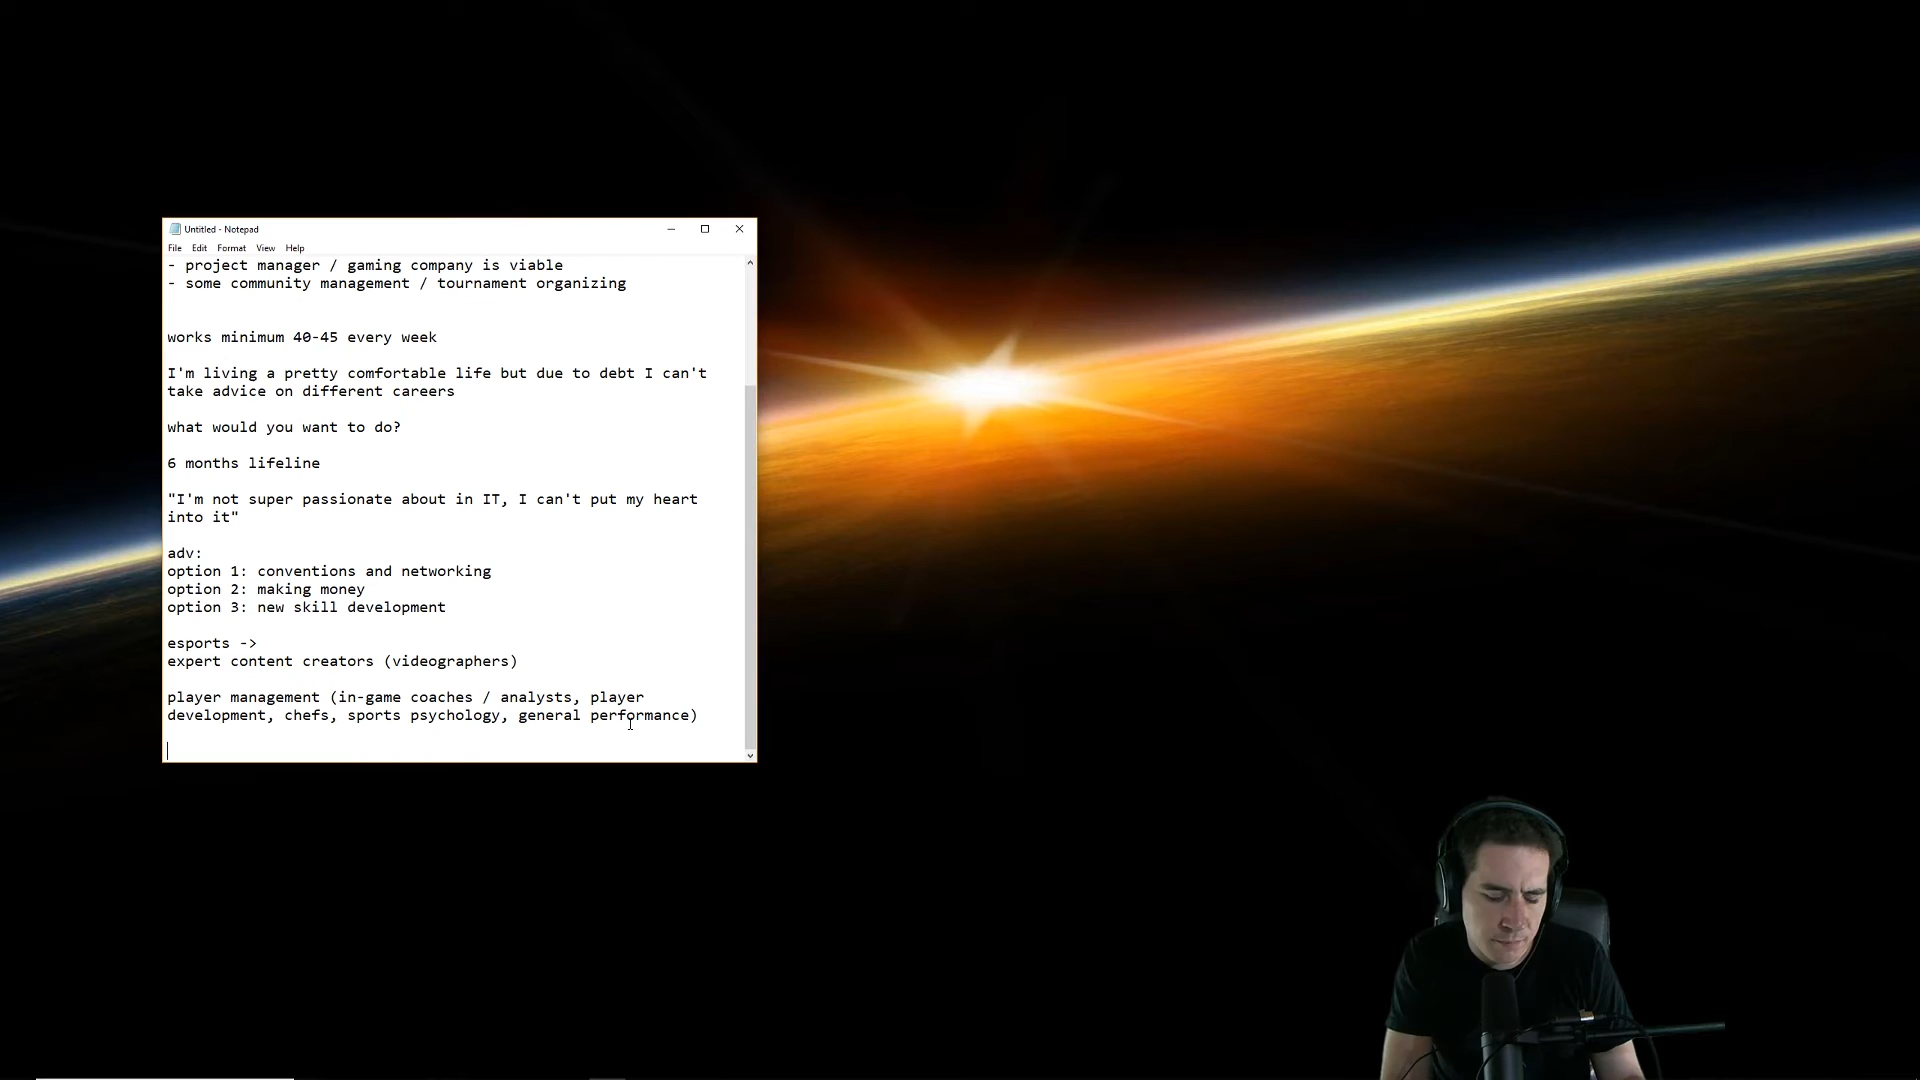 Untitled - Notepad
File Edit Format View Help
- project manager / gaming company is viable
- some community management / tournament organizing
works minimum 40-45 every week
I'm living a pretty comfortable life but due to debt I can't
take advice on different careers
what would you want to do?
6 months lifeline
"I'm not super passionate about in IT, I can't put my heart
into it"
adv:
option 1: conventions and networking
option 2: making money
option 3: new skill development
esports ->
expert content creators (videographers)
player management (in-game coaches / analysts, player
development, chefs, sports psychology, general performance)